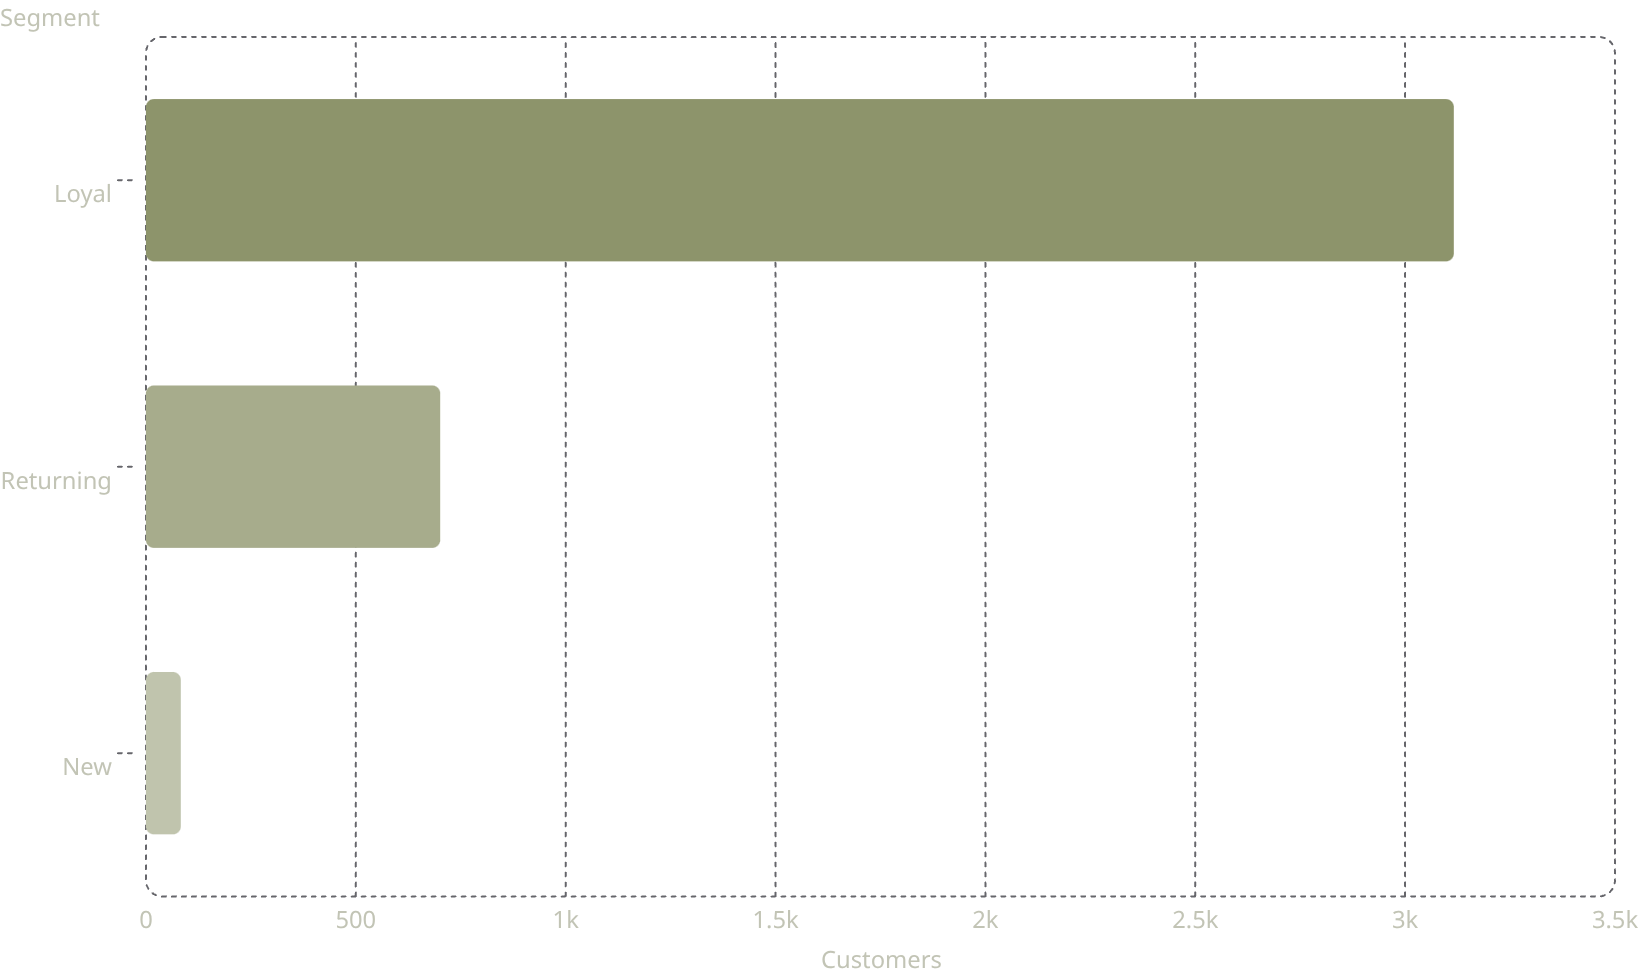 Segment
Loyal
Returning
New
0 500 1k 1.5k 2k 2.5k 3k 3.5k
Customers